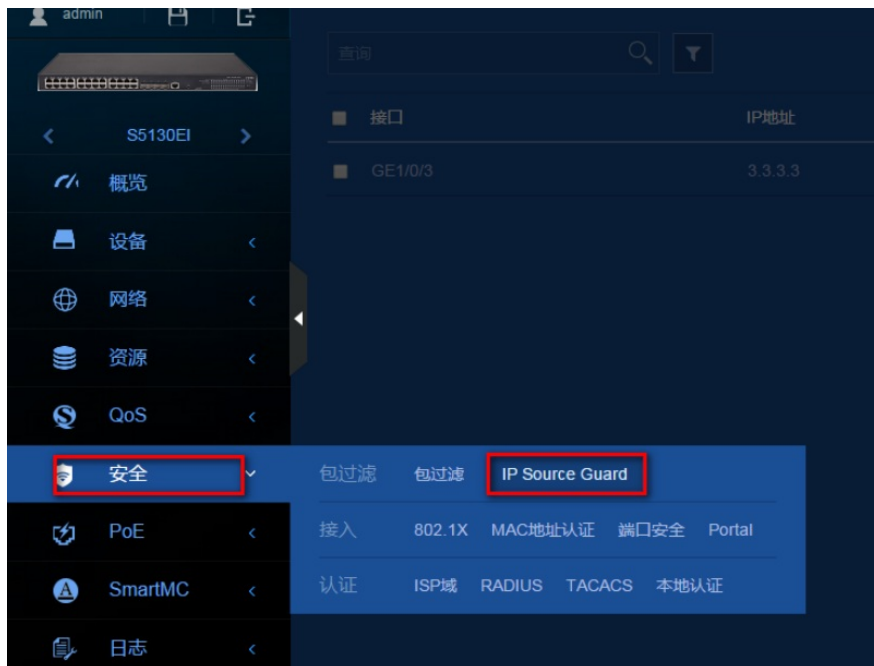 admin
查询
S5130EI
接口 IP地址
GE1/0/3 3.3.3.3
概览
设备
网络
资源
QoS
安全
包过滤 包过滤 IP Source Guard
PoE
接入 802.1X MAC地址认证 端口安全 Portal
SmartMC
认证 ISP域 RADIUS TACACS 本地认证
日志